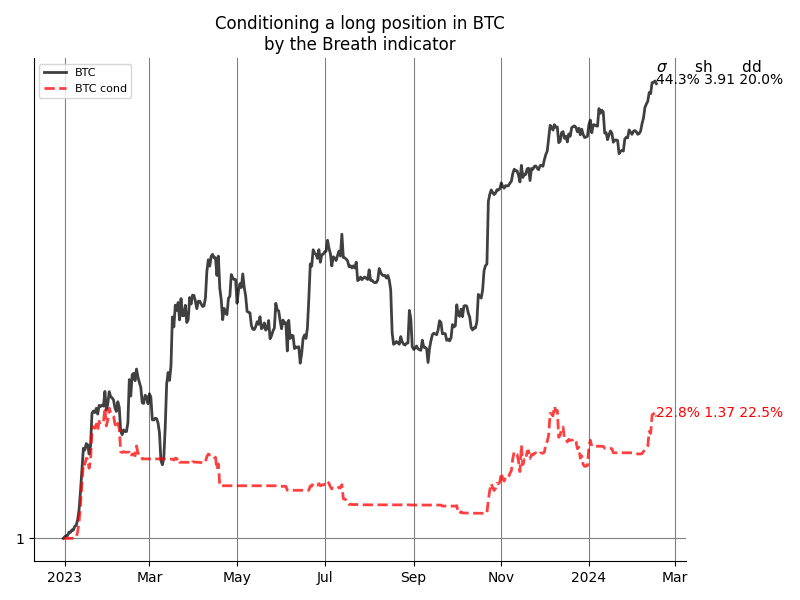 Conditioning a long position in BTC
by the Breath indicator
BTC
BTC cond
σ sh dd
44.3% 3.91 20.0%
22.8% 1.37 22.5%
1
2023 Mar May Jul Sep Nov 2024 Mar